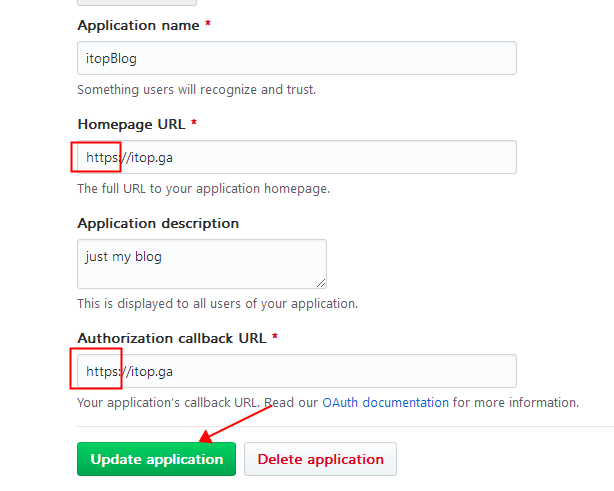 Application name *
itopBlog
Something users will recognize and trust.
Homepage URL *
https://itop.ga
The full URL to your application homepage.
Application description
just my blog
This is displayed to all users of your application.
Authorization callback URL *
https://itop.ga
Your application's callback URL. Read our OAuth documentation for more information.
Update application
Delete application